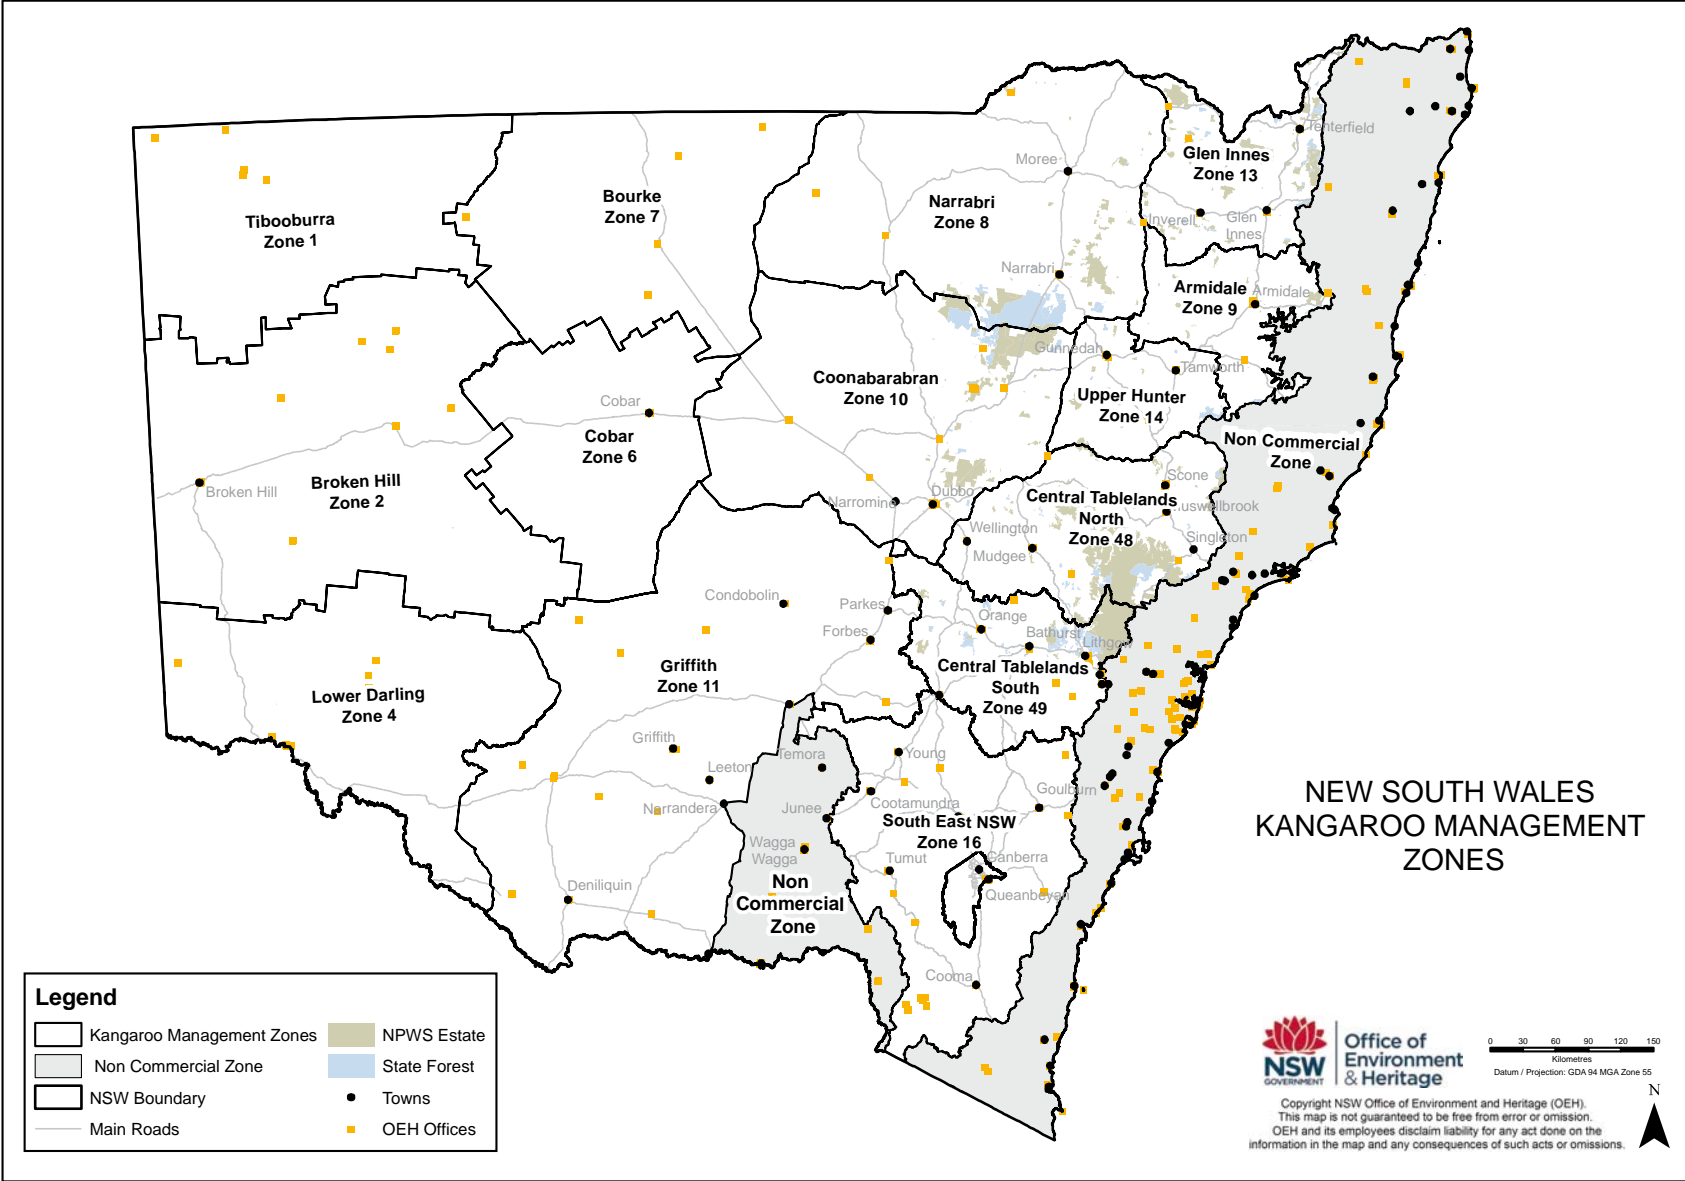 Tenterfield
Moree
Glen Innes
Zone 13
Inverell
Glen
Innes
Tibooburra
Zone 1
Bourke
Zone 7
Narrabri
Zone 8
Narrabri
Armidale
Zone 9
Armidale
Gunnedah
Tamworth
Coonabarabran
Zone 10
Upper Hunter
Zone 14
Cobar
Cobar
Zone 6
Non Commercial
Zone
Broken Hill
Broken Hill
Zone 2
Scone
Narromine
Dubbo
Central Tablelands
North
Zone 48
uswellbrook
Wellington
Mudgee
Singleton
Condobolin
Parkes
Forbes
Orange
Bathurst
Lithgow
Griffith
Zone 11
Central Tablelands
South
Zone 49
Lower Darling
Zone 4
Griffith
Leeton
Narrandera
Temora
Young
Junee
Cootamundra
Goulburn
South East NSW
Zone 16
Wagga
Wagga
Tumut
Canberra
Queanbeyan
Deniliquin
Non
Commercial
Zone
Cooma
NEW SOUTH WALES
KANGAROO MANAGEMENT
ZONES
Legend
Kangaroo Management Zones
NPWS Estate
Non Commercial Zone
State Forest
NSW Boundary
Towns
Main Roads
OEH Offices
NSW
GOVERNMENT
Office of
Environment
& Heritage
0 30 60 90 120 150
Kilometres
Datum / Projection: GDA 94 MGA Zone 55
N
Copyright NSW Office of Environment and Heritage (OEH).
This map is not guaranteed to be free from error or omission.
OEH and its employees disclaim liability for any act done on the
information in the map and any consequences of such acts or omissions.